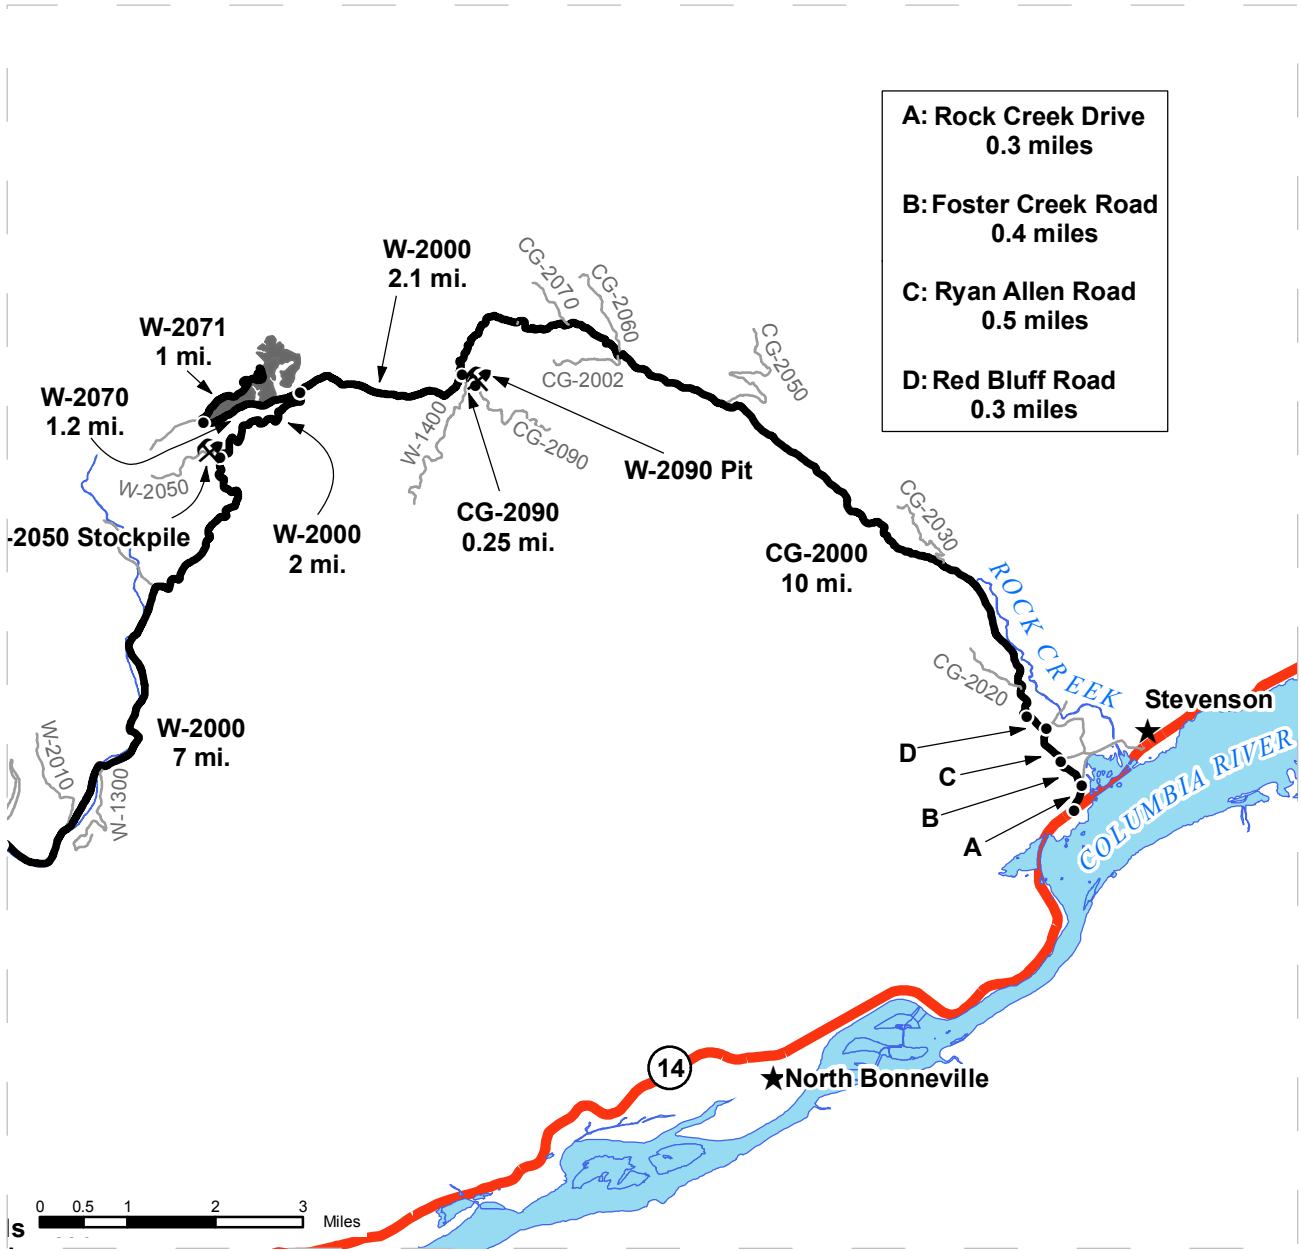 A: Rock Creek Drive
0.3 miles
B: Foster Creek Road
0.4 miles
C: Ryan Allen Road
0.5 miles
D: Red Bluff Road
0.3 miles
W-2000
2.1 mi.
CG-2070
CG-2060
W-2071
1 mi.
CG-2050
CG-2002
W-2070
1.2 mi.
W-1400
CG-2090
W-2090 Pit
W-2050
-2050 Stockpile
W-2000
2 mi.
CG-2090
0.25 mi.
CG-2030
CG-2000
10 mi.
ROCK CREEK
CG-2020
Stevenson
W-2000
7 mi.
W-2010
W-1300
D
C
B
A
COLUMBIA RIVER
14
North Bonneville
0 0.5 1 2 3
Miles
s